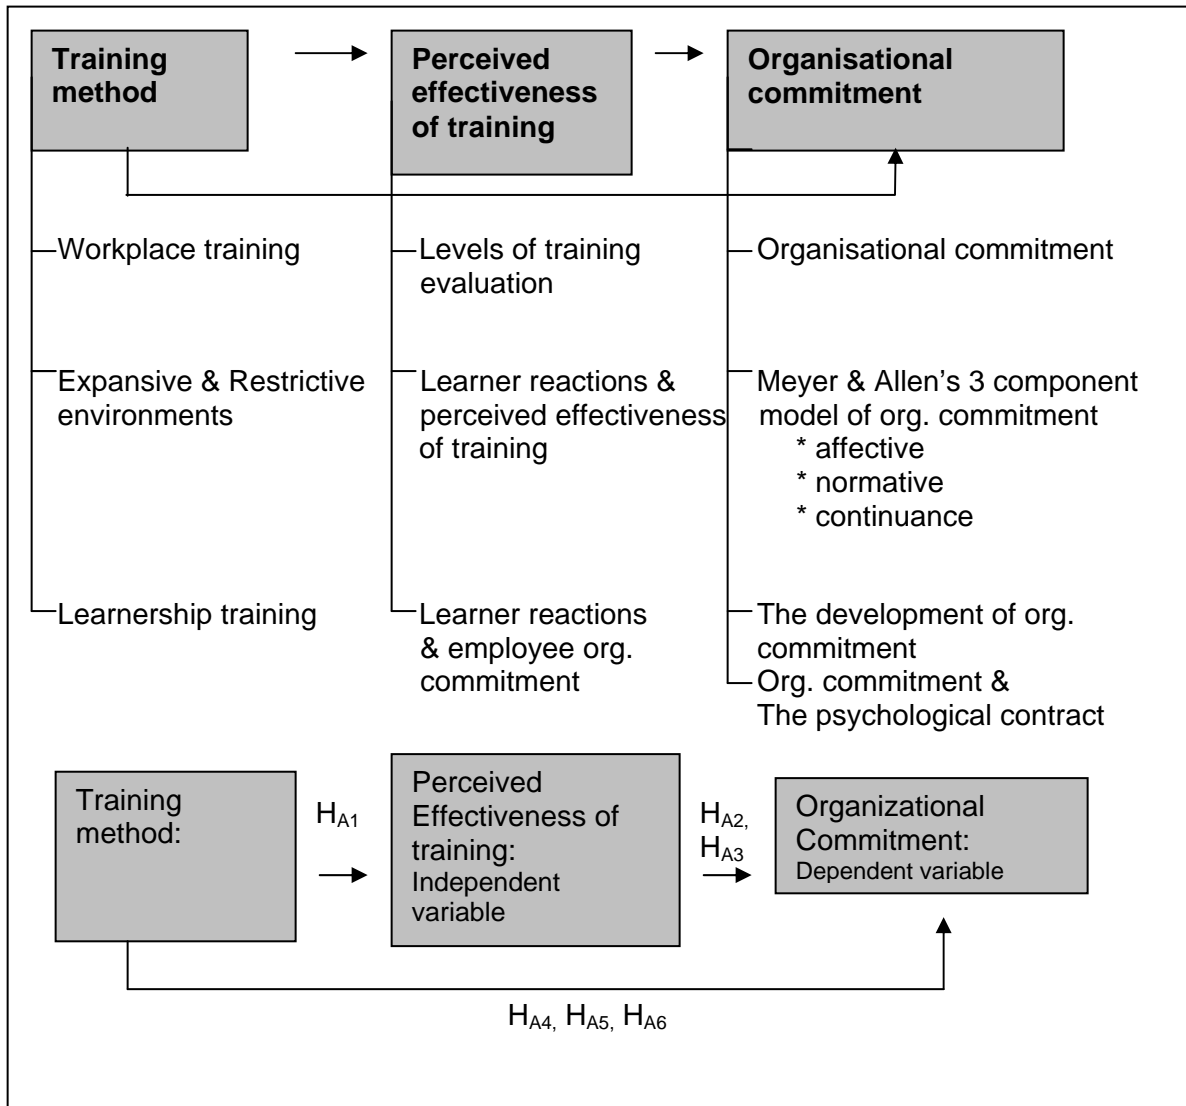 Training
method
Perceived
effectiveness
of training
Organisational
commitment
Workplace training
Levels of training
evaluation
Organisational commitment
Expansive & Restrictive
environments
Learner reactions &
perceived effectiveness
of training
Meyer & Allen’s 3 component
model of org. commitment
* affective
* normative
* continuance
Learnership training
Learner reactions
& employee org.
commitment
The development of org.
commitment
Org. commitment &
The psychological contract
Training
method:
HA1
Perceived
Effectiveness of
training:
Independent
variable
HA2,
HA3
Organizational
Commitment:
Dependent variable
HA4, HA5, HA6